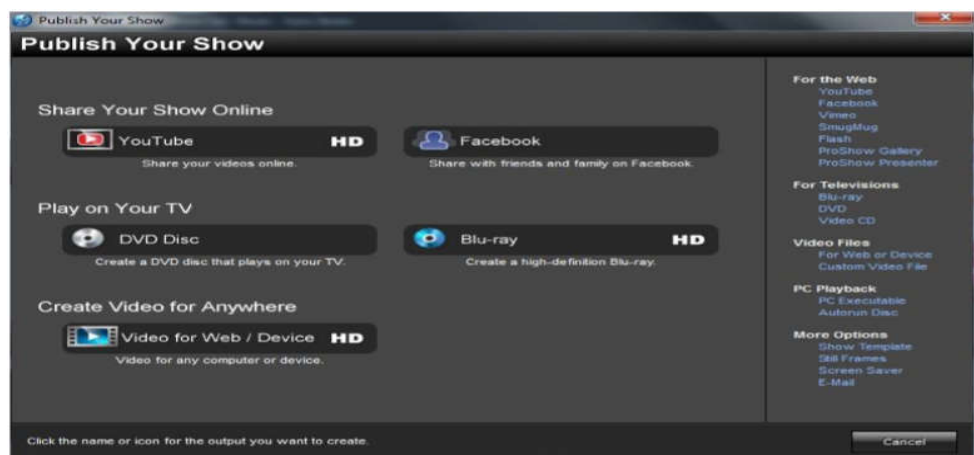 Publish Your Show
Publish Your Show
Share Your Show Online
YouTube HD
Share your videos online.
Facebook
Share with friends and family on Facebook.
Play on Your TV
DVD Disc
Create a DVD disc that plays on your TV.
Blu-ray HD
Create a high-definition Blu-ray.
Create Video for Anywhere
Video for Web / Device HD
Video for any computer or device.
For the Web
YouTube
Facebook
Vimeo
SmugMug
Flash
ProShow Gallery
ProShow Presenter
For Televisions
Blu-ray
DVD
Video CD
Video Files
For Web or Device
Custom Video File
PC Playback
PC Executable
Autorun Disc
More Options
Show Template
Still Frames
Screen Saver
E-Mail
Click the name or icon for the output you want to create.
Cancel